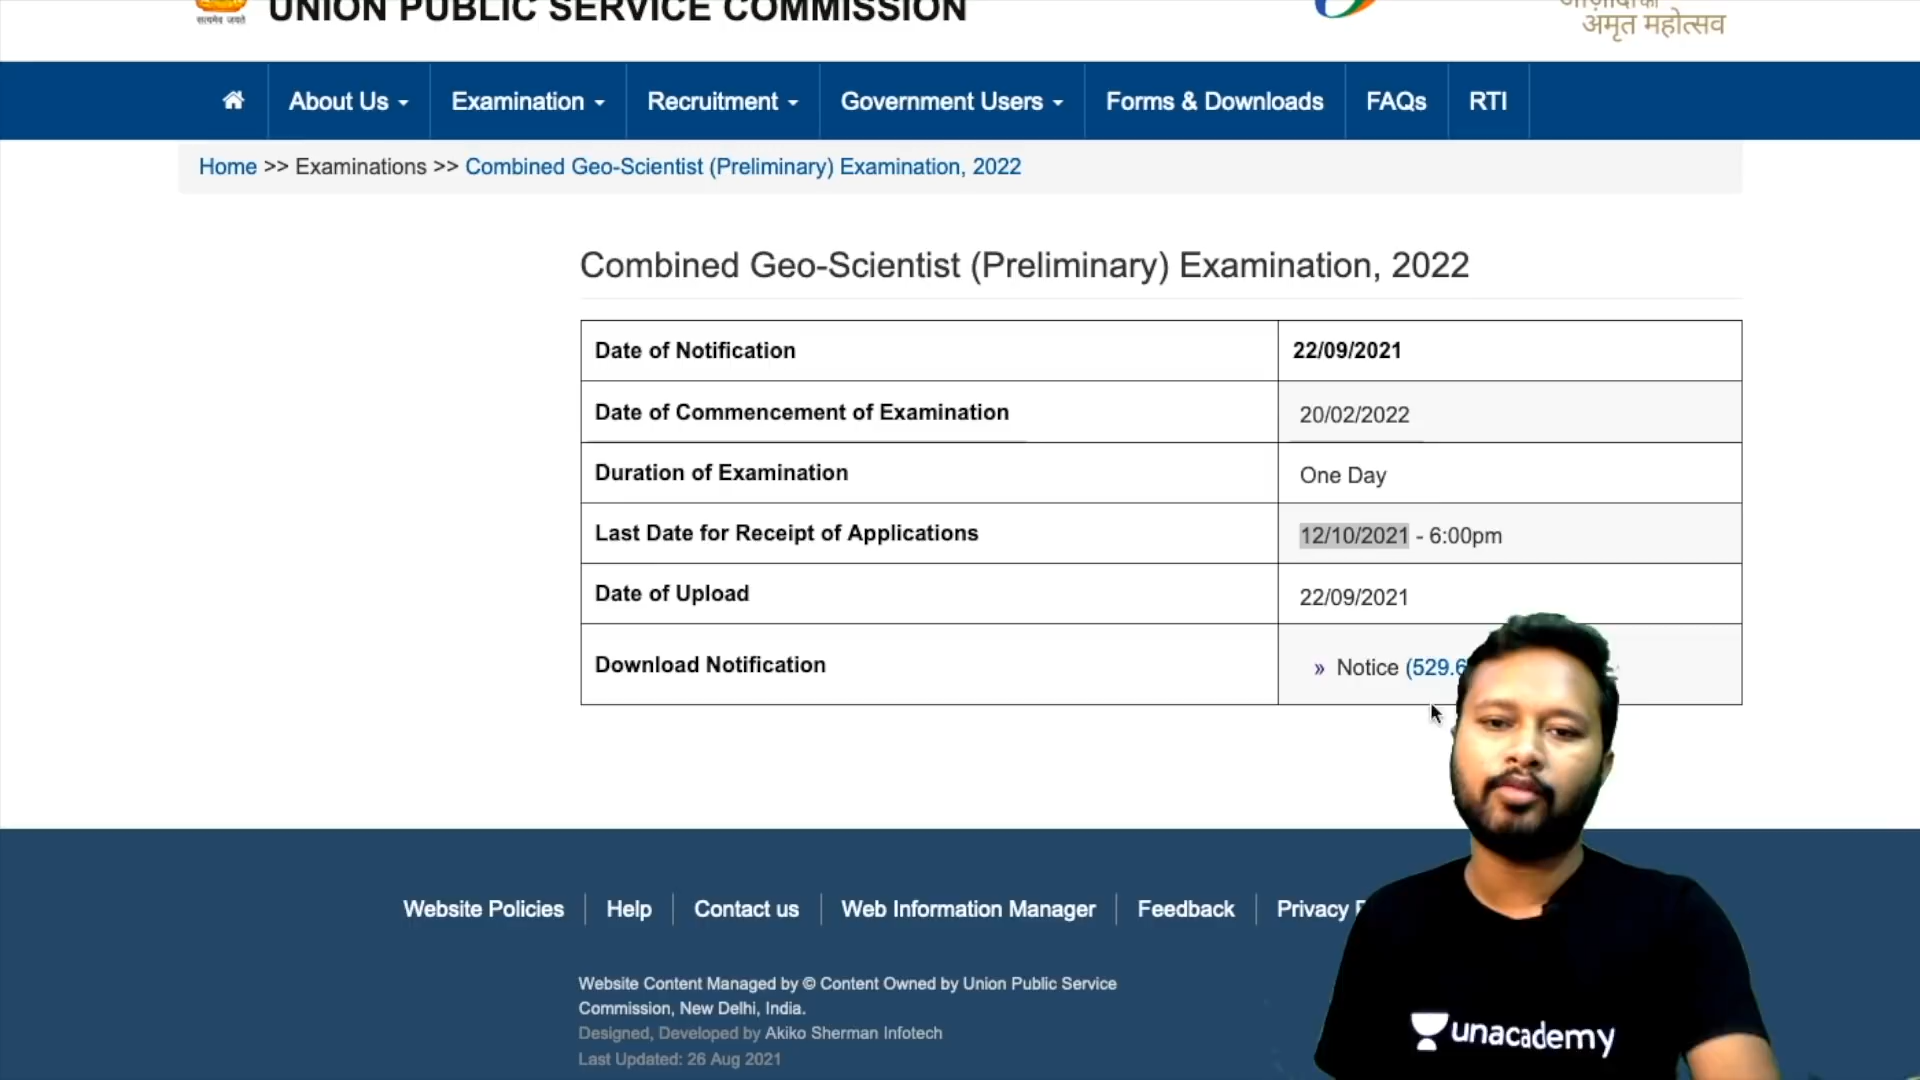 सत्यमेव जयते
UNION PUBLIC SERVICE COMMISSION
अमृत महोत्सव
About Us
Examination
Recruitment
Government Users
Forms & Downloads
FAQs
RTI
Home >> Examinations >> Combined Geo-Scientist (Preliminary) Examination, 2022
Combined Geo-Scientist (Preliminary) Examination, 2022
Date of Notification 22/09/2021
Date of Commencement of Examination 20/02/2022
Duration of Examination One Day
Last Date for Receipt of Applications 12/10/2021 - 6:00pm
Date of Upload 22/09/2021
Download Notification » Notice (529.6
Website Policies
Help
Contact us
Web Information Manager
Feedback
Privacy
Website Content Managed by © Content Owned by Union Public Service
Commission, New Delhi, India.
Designed, Developed by Akiko Sherman Infotech
Last Updated: 26 Aug 2021
unacademy